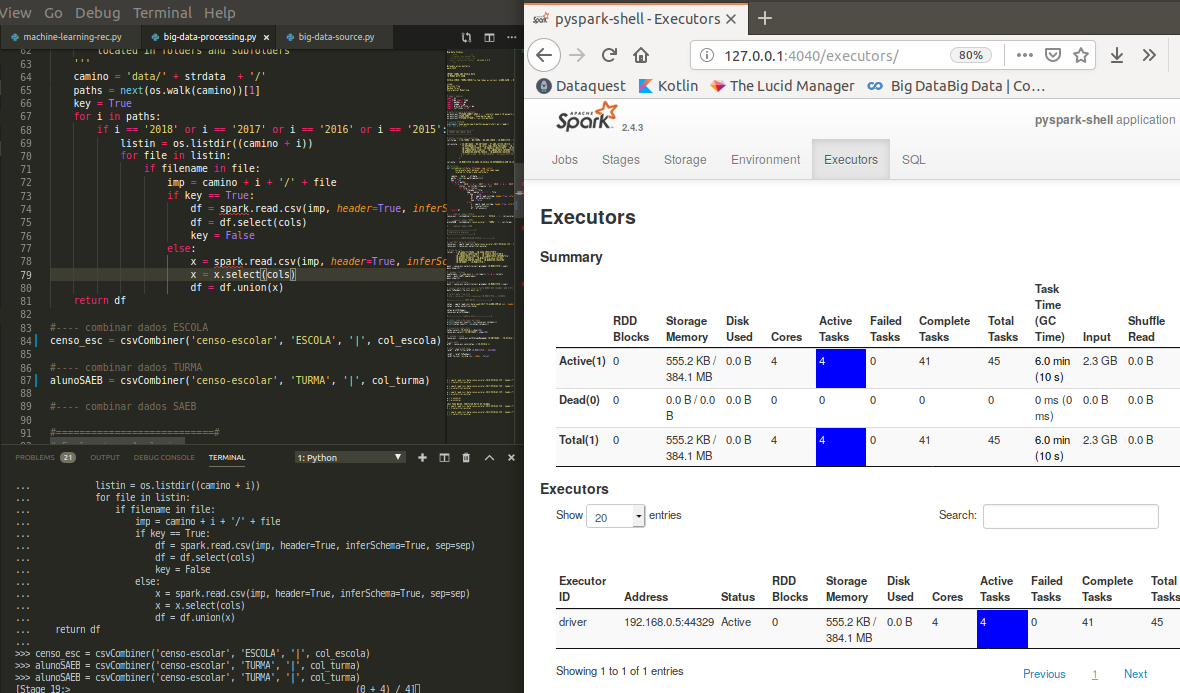 View Go Debug Terminal Help
machine-learning-rec.py big-data-processing.py × big-data-source.py
62 located in folders and subfolders
63 '''
64 camino = 'data/' + strdata + '/'
65 paths = next(os.walk(camino))[1]
66 key = True
67 for i in paths:
68 if i == '2018' or i == '2017' or i == '2016' or i == '2015':
69 listin = os.listdir((camino + i))
70 for file in listin:
71 if filename in file:
72 imp = camino + i + '/' + file
73 if key == True:
74 df = spark.read.csv(imp, header=True, inferS
75 df = df.select(cols)
76 key = False
77 else:
78 x = spark.read.csv(imp, header=True, inferSc
79 x = x.select(cols)
80 df = df.union(x)
81 return df
82
83 #---- combinar dados ESCOLA
84 censo_esc = csvCombiner('censo-escolar', 'ESCOLA', '|', col_escola)
85
86 #---- combinar dados TURMA
87 alunoSAEB = csvCombiner('censo-escolar', 'TURMA', '|', col_turma)
88
89 #---- combinar dados SAEB
90
91 #===========================#
PROBLEMS 21 OUTPUT DEBUG CONSOLE TERMINAL 1: Python
... listin = os.listdir((camino + i))
... for file in listin:
... if filename in file:
... imp = camino + i + '/' + file
... if key == True:
... df = spark.read.csv(imp, header=True, inferSchema=True, sep=sep)
... df = df.select(cols)
... key = False
... else:
... x = spark.read.csv(imp, header=True, inferSchema=True, sep=sep)
... x = x.select(cols)
... df = df.union(x)
... return df
...
>>> censo_esc = csvCombiner('censo-escolar', 'ESCOLA', '|', col_escola)
>>> alunoSAEB = csvCombiner('censo-escolar', 'TURMA', '|', col_turma)
>>> alunoSAEB = csvCombiner('censo-escolar', 'TURMA', '|', col_turma)
[Stage 19:> (0 + 4) / 41]
pyspark-shell - Executors
127.0.0.1:4040/executors/ 80%
Dataquest Kotlin The Lucid Manager Big DataBig Data | Co…
APACHE Spark 2.4.3 pyspark-shell application
Jobs Stages Storage Environment Executors SQL
Executors
Summary
RDD Blocks Storage Memory Disk Used Cores Active Tasks Failed Tasks Complete Tasks Total Tasks Task Time (GC Time) Input Shuffle Read
Active(1) 0 555.2 KB / 384.1 MB 0.0 B 4 4 0 41 45 6.0 min (10 s) 2.3 GB 0.0 B
Dead(0) 0 0.0 B / 0.0 B 0.0 B 0 0 0 0 0 0 ms (0 ms) 0.0 B 0.0 B
Total(1) 0 555.2 KB / 384.1 MB 0.0 B 4 4 0 41 45 6.0 min (10 s) 2.3 GB 0.0 B
Executors
Show 20 entries Search:
Executor ID Address Status RDD Blocks Storage Memory Disk Used Cores Active Tasks Failed Tasks Complete Tasks Total Tasks
driver 192.168.0.5:44329 Active 0 555.2 KB / 384.1 MB 0.0 B 4 4 0 41 45
Showing 1 to 1 of 1 entries
Previous 1 Next